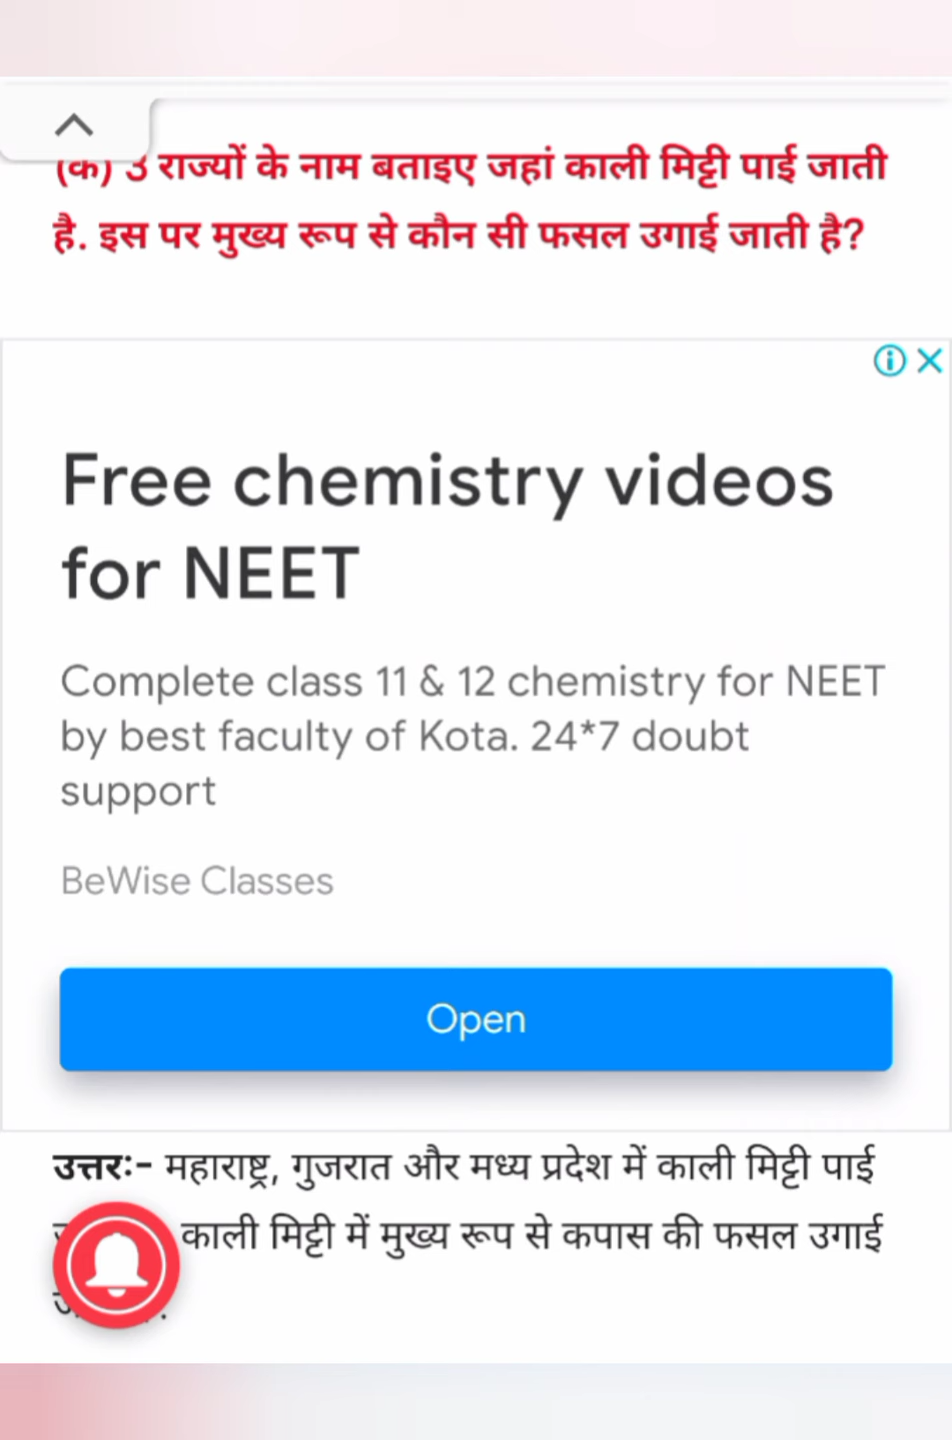 (क) 3 राज्यों के नाम बताइए जहां काली मिट्टी पाई जाती
है. इस पर मुख्य रूप से कौन सी फसल उगाई जाती है?
Free chemistry videos
for NEET
Complete class 11 & 12 chemistry for NEET
by best faculty of Kota. 24*7 doubt
support
BeWise Classes
Open
उत्तरः- महाराष्ट्र, गुजरात और मध्य प्रदेश में काली मिट्टी पाई
काली मिट्टी में मुख्य रूप से कपास की फसल उगाई